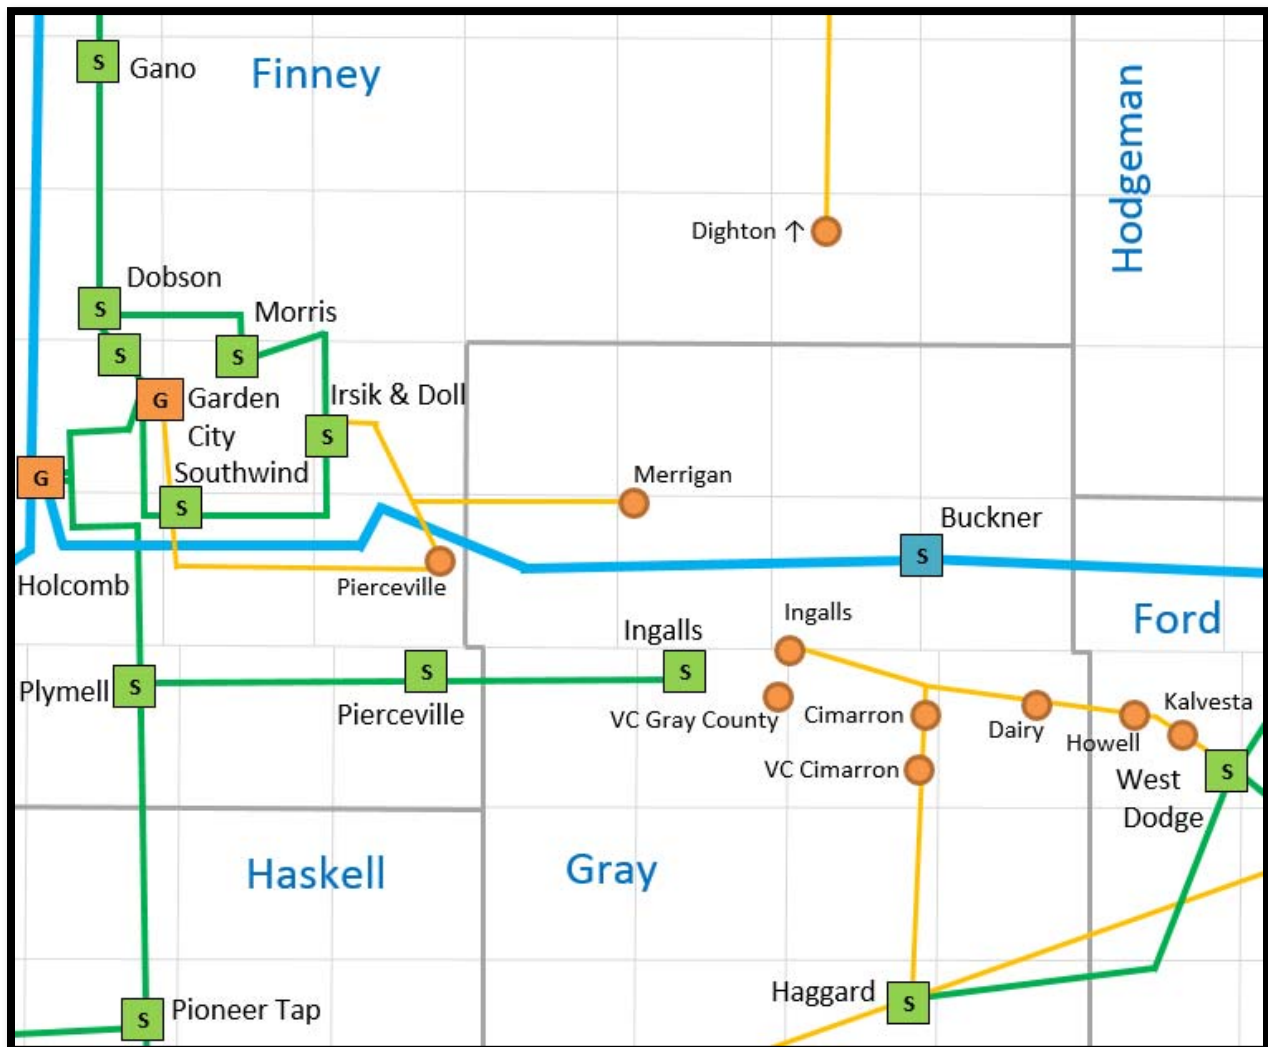 S
Gano
Finney
Hodgeman
Dighton ↑
Dobson
S
Morris
S
S
G
Garden
City
Irsik & Doll
S
G
Southwind
S
Merrigan
Buckner
S
Holcomb
Pierceville
Ingalls
Ford
Ingalls
S
S
S
Plymell
Pierceville
VC Gray County
Cimarron
Dairy
Howell
Kalvesta
VC Cimarron
West
Dodge
S
Haskell
Gray
Haggard
S
S
Pioneer Tap